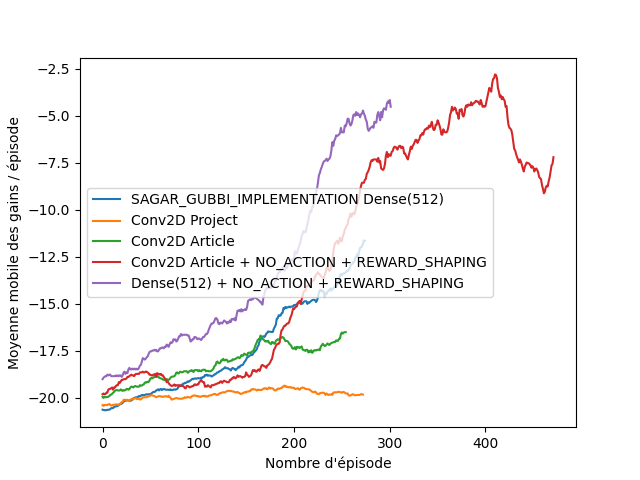 Moyenne mobile des gains / épisode
−2.5
−5.0
−7.5
−10.0
−12.5
−15.0
−17.5
−20.0
SAGAR_GUBBI_IMPLEMENTATION Dense(512)
Conv2D Project
Conv2D Article
Conv2D Article + NO_ACTION + REWARD_SHAPING
Dense(512) + NO_ACTION + REWARD_SHAPING
0 100 200 300 400
Nombre d'épisode